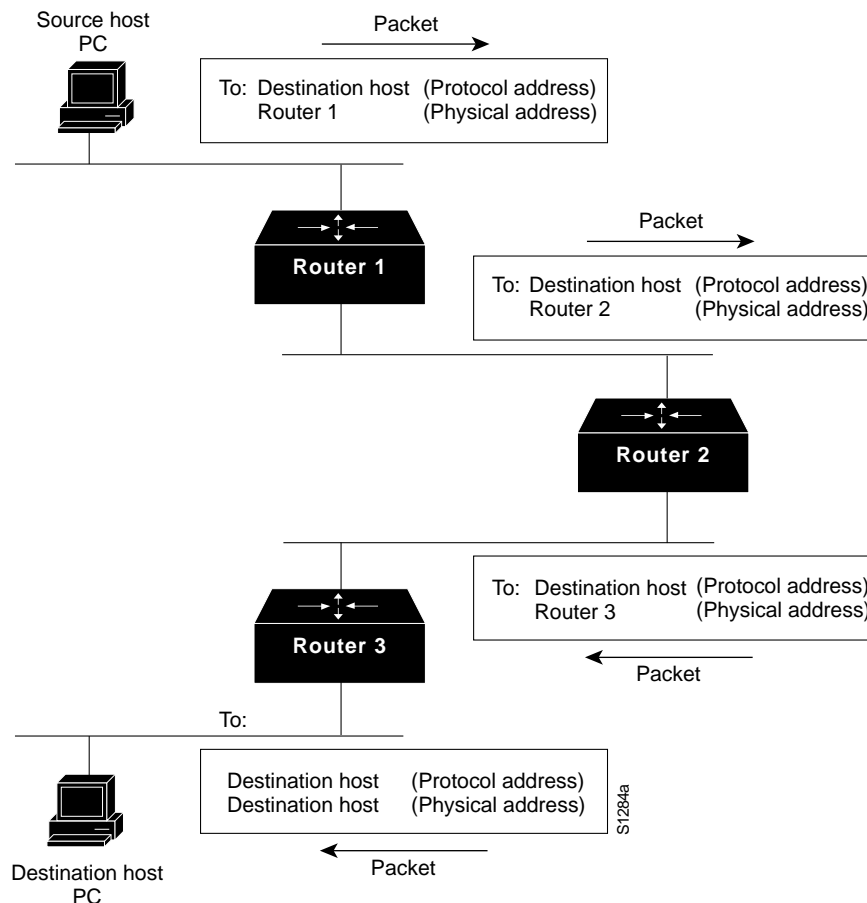 Source host
PC
Packet
To: Destination host (Protocol address)
Router 1 (Physical address)
Router 1
Packet
To: Destination host (Protocol address)
Router 2 (Physical address)
Router 2
To: Destination host (Protocol address)
Router 3 (Physical address)
Router 3
Packet
To:
Destination host (Protocol address)
Destination host (Physical address)
S1284a
Packet
Destination host
PC